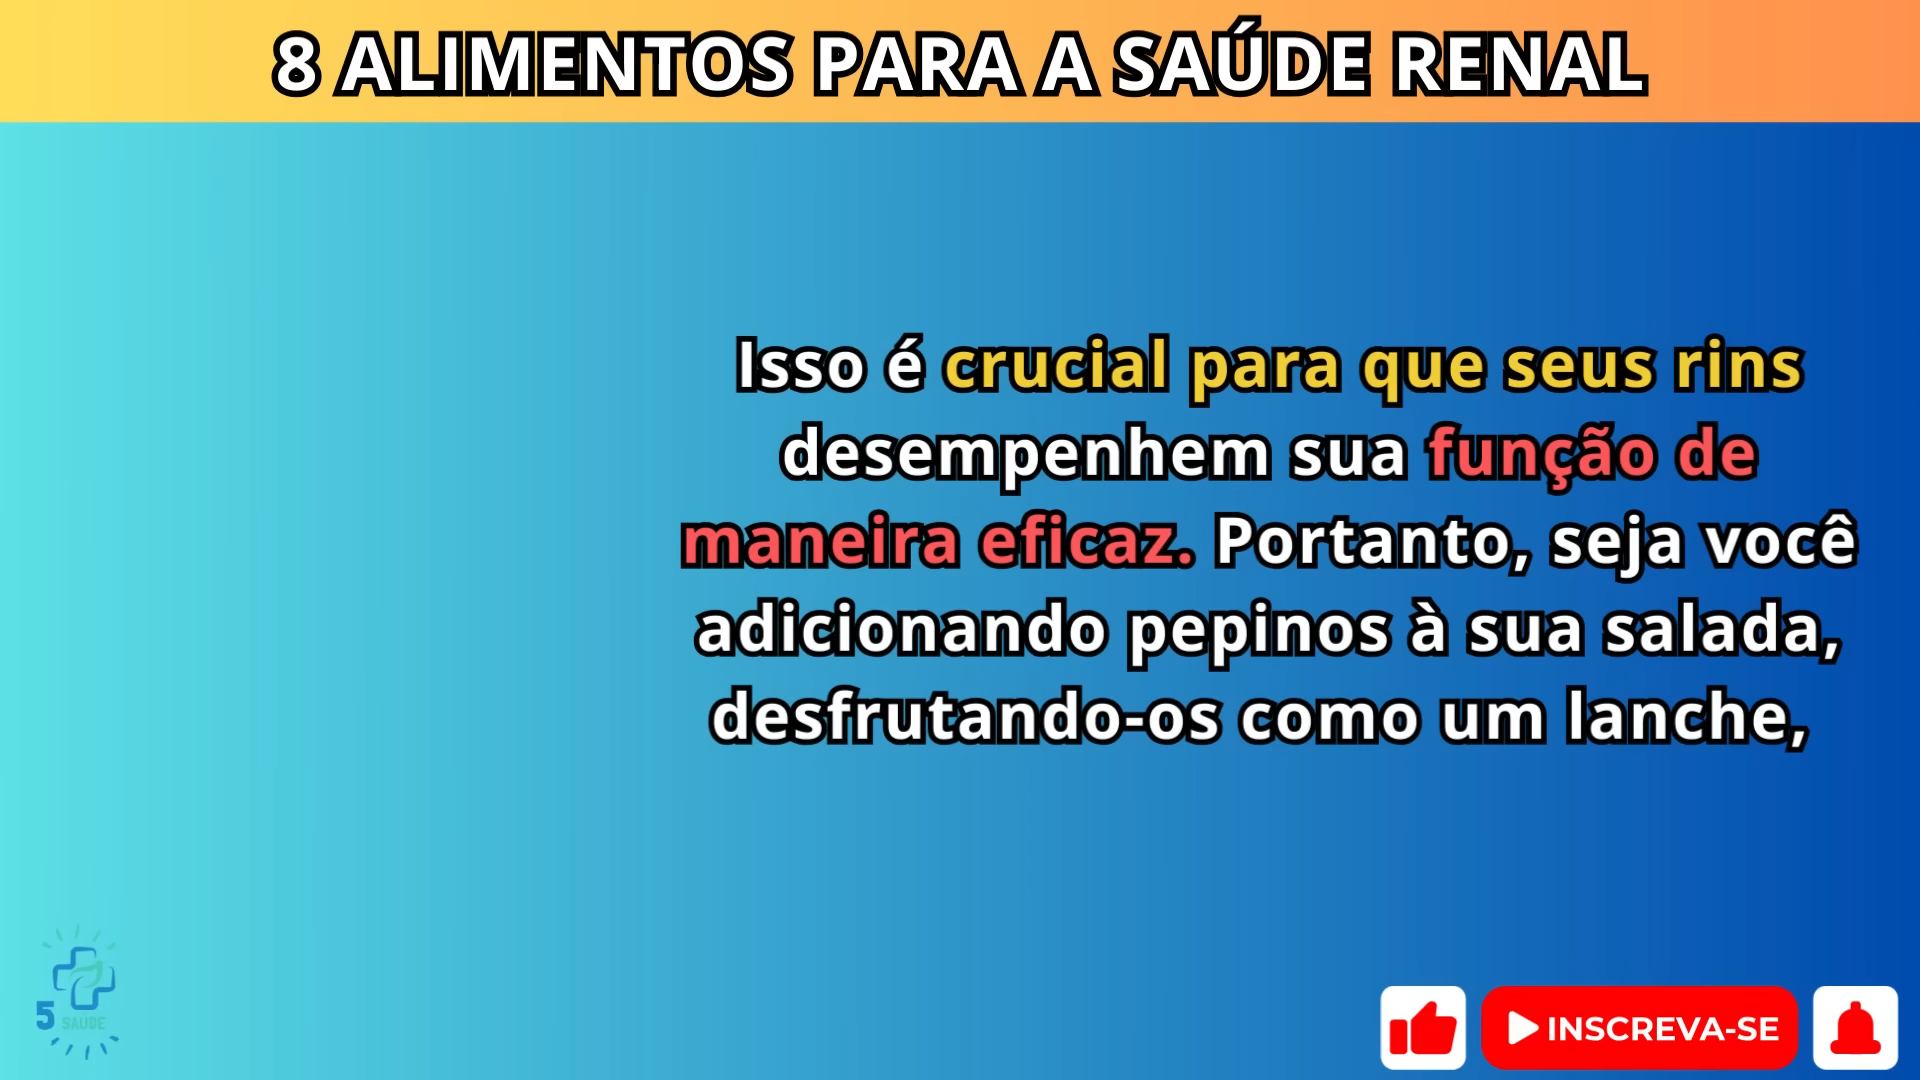 8 ALIMENTOS PARA A SAÚDE RENAL
Isso é crucial para que seus rins
desempenhem sua função de
maneira eficaz. Portanto, seja você
adicionando pepinos à sua salada,
desfrutando-os como um lanche,
5 SAUDE
INSCREVA-SE